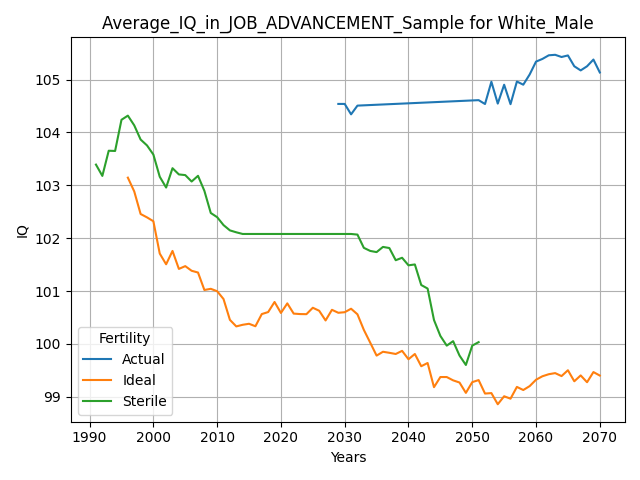 Average_IQ_in_JOB_ADVANCEMENT_Sample for White_Male
IQ
105
104
103
102
101
100
99
Fertility
Actual
Ideal
Sterile
1990 2000 2010 2020 2030 2040 2050 2060 2070
Years